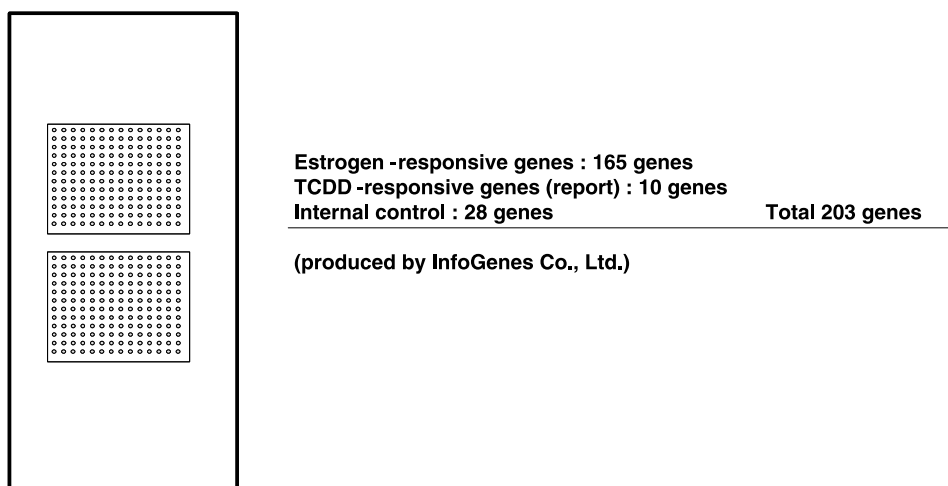 Estrogen -responsive genes : 165 genes
TCDD -responsive genes (report) : 10 genes
Internal control : 28 genes Total 203 genes
(produced by InfoGenes Co., Ltd.)